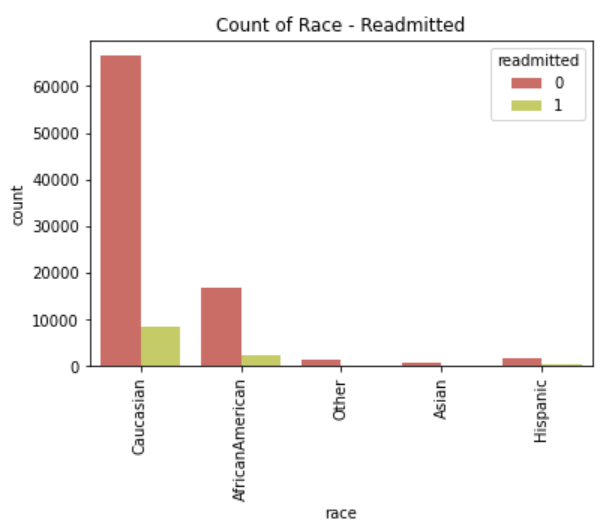 Count of Race - Readmitted
readmitted
0
1
60000
50000
40000
30000
20000
10000
0
count
Caucasian
AfricanAmerican
Other
Asian
Hispanic
race